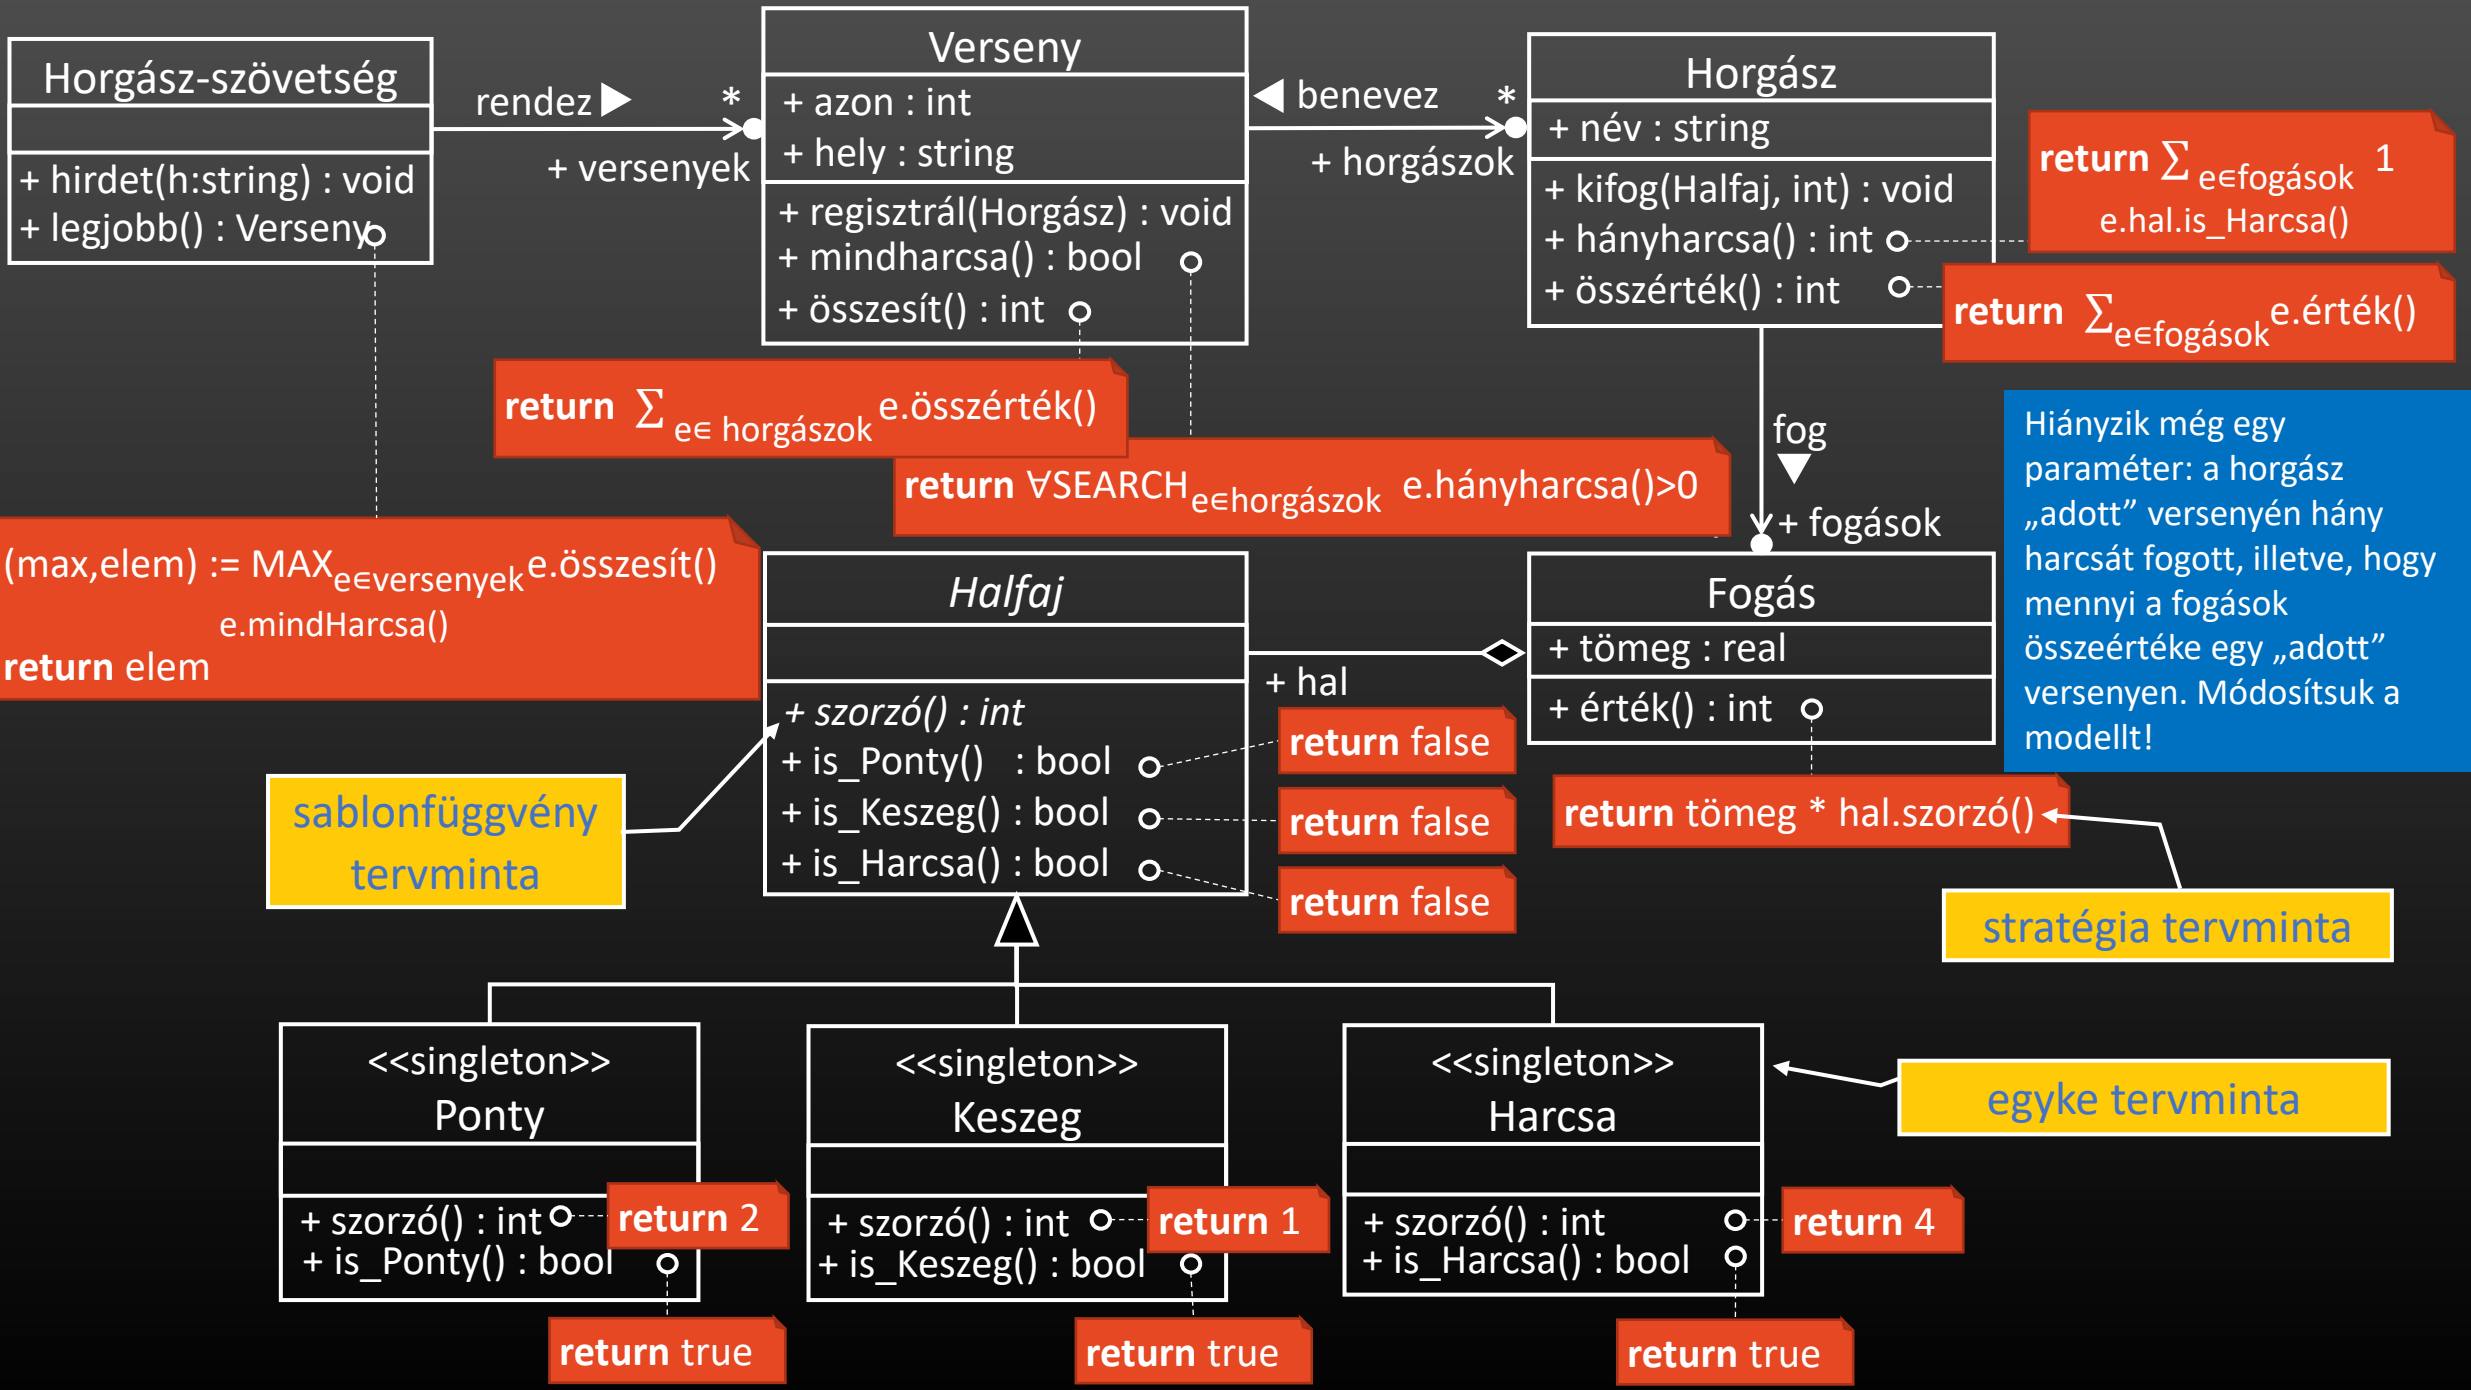 Horgász-szövetség
+ hirdet(h:string) : void
+ legjobb() : Verseny
rendez
*
+ versenyek
Verseny
+ azon : int
+ hely : string
+ regisztrál(Horgász) : void
+ mindharcsa() : bool
+ összesít() : int
benevez
*
+ horgászok
Horgász
+ név : string
+ kifog(Halfaj, int) : void
+ hányharcsa() : int
+ összérték() : int
return ∑ e∈fogások 1
e.hal.is_Harcsa()
return ∑e∈fogások e.érték()
return ∑ e∈ horgászok e.összérték()
return ∀SEARCH e∈horgászok e.hányharcsa()>0
fog
+ fogások
(max,elem) := MAX e∈versenyek e.összesít()
e.mindHarcsa()
return elem
Hiányzik még egy
paraméter: a horgász
„adott” versenyén hány
harcsát fogott, illetve, hogy
mennyi a fogások
összeértéke egy „adott”
versenyen. Módosítsuk a
modellt!
Halfaj
+ szorzó() : int
+ is_Ponty() : bool
+ is_Keszeg() : bool
+ is_Harcsa() : bool
+ hal
return false
return false
return false
Fogás
+ tömeg : real
+ érték() : int
return tömeg * hal.szorzó()
sablonfüggvény
tervminta
stratégia tervminta
<<singleton>>
Ponty
+ szorzó() : int
+ is_Ponty() : bool
return 2
return true
<<singleton>>
Keszeg
+ szorzó() : int
+ is_Keszeg() : bool
return 1
return true
<<singleton>>
Harcsa
+ szorzó() : int
+ is_Harcsa() : bool
return 4
return true
egyke tervminta